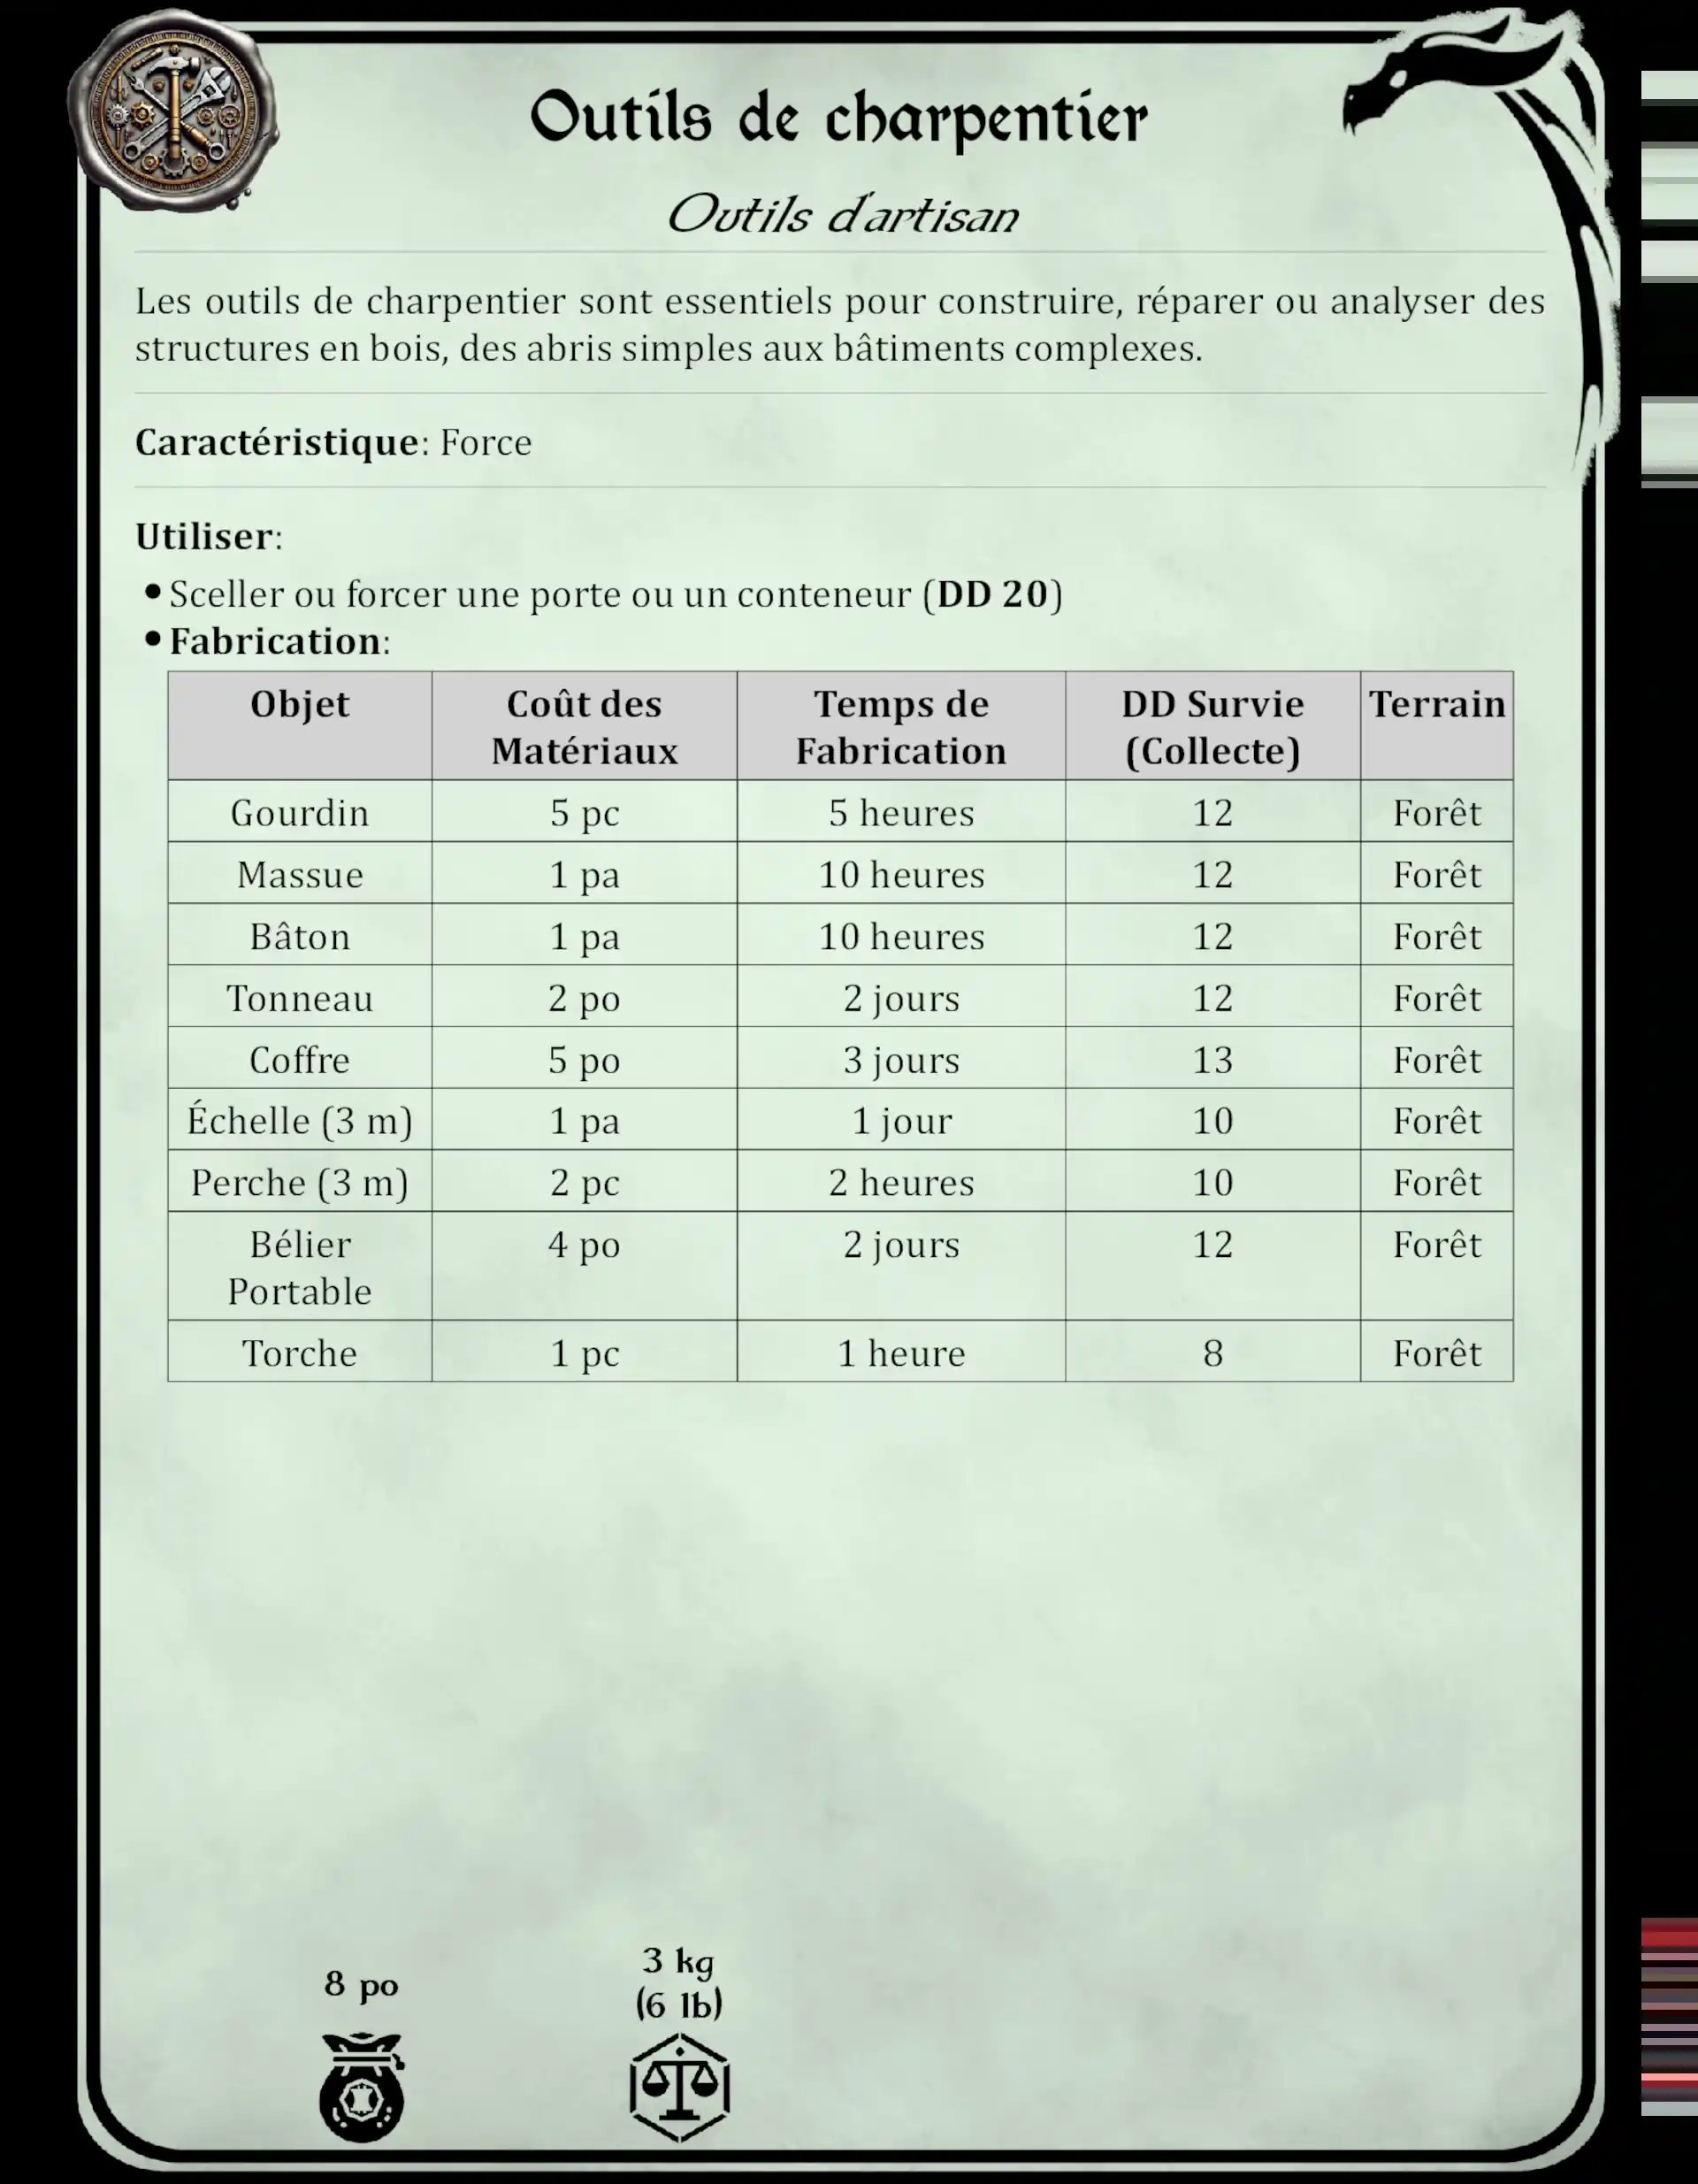 Outils de charpentier
Outils d'artisan
Les outils de charpentier sont essentiels pour construire, réparer ou analyser des
structures en bois, des abris simples aux bâtiments complexes.
Caractéristique: Force
Utiliser:
• Sceller ou forcer une porte ou un conteneur (DD 20)
• Fabrication:
Objet Coût des Matériaux Temps de Fabrication DD Survie (Collecte) Terrain
Gourdin 5 pc 5 heures 12 Forêt
Massue 1 pa 10 heures 12 Forêt
Bâton 1 pa 10 heures 12 Forêt
Tonneau 2 po 2 jours 12 Forêt
Coffre 5 po 3 jours 13 Forêt
Échelle (3 m) 1 pa 1 jour 10 Forêt
Perche (3 m) 2 pc 2 heures 10 Forêt
Bélier Portable 4 po 2 jours 12 Forêt
Torche 1 pc 1 heure 8 Forêt
8 po
3 kg
(6 lb)